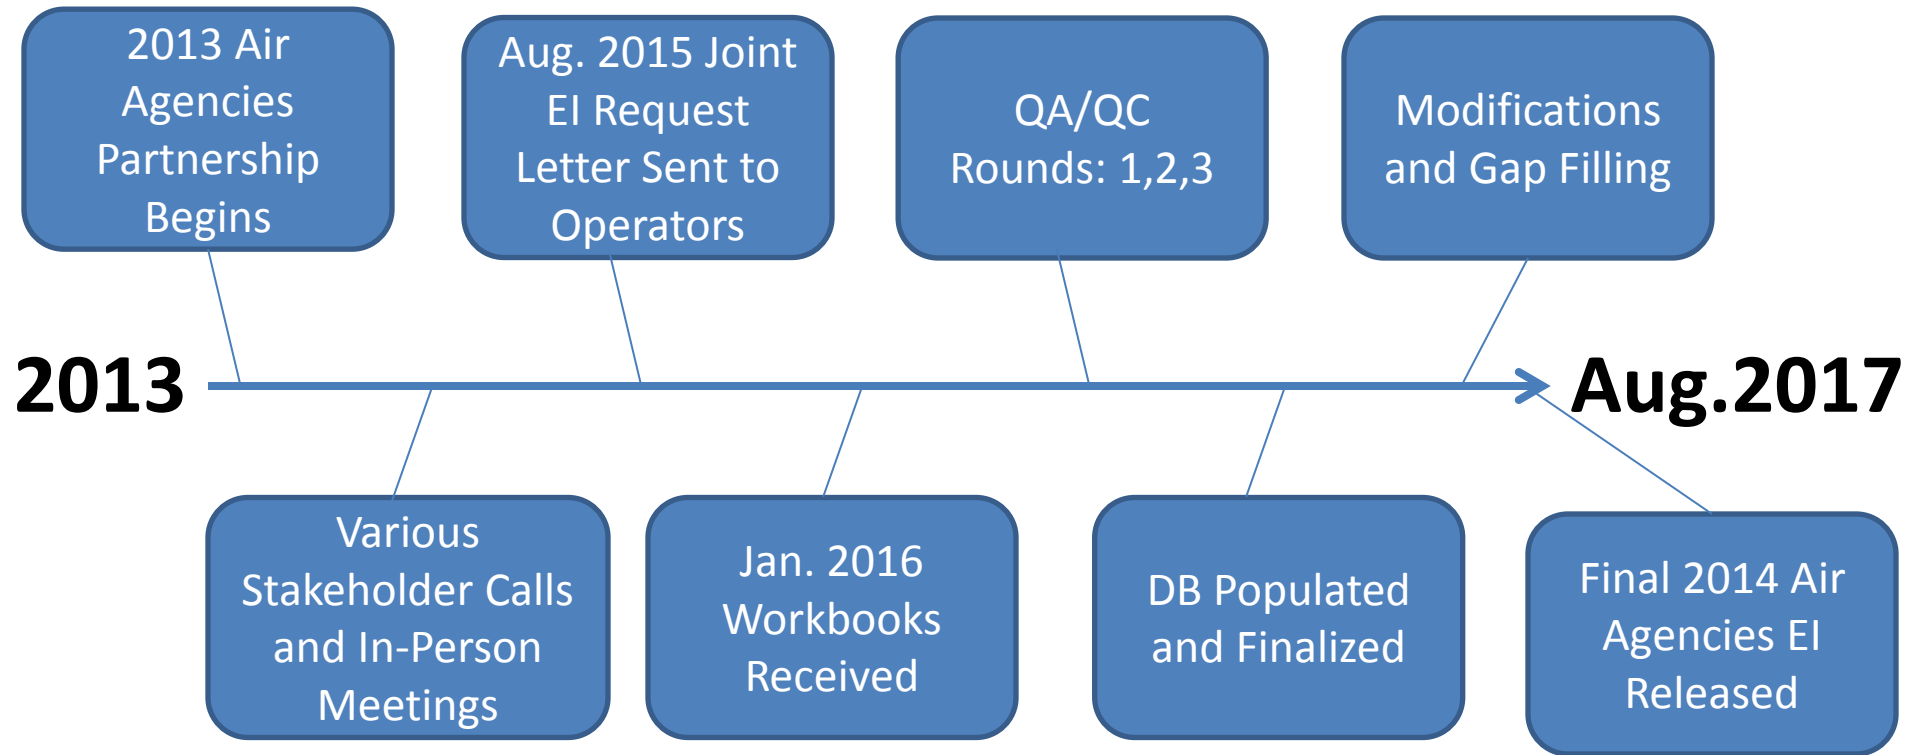 2013 Air
Agencies
Partnership
Begins
Aug. 2015 Joint
EI Request
Letter Sent to
Operators
QA/QC
Rounds: 1,2,3
Modifications
and Gap Filling
2013
Aug.2017
Various
Stakeholder Calls
and In-Person
Meetings
Jan. 2016
Workbooks
Received
DB Populated
and Finalized
Final 2014 Air
Agencies EI
Released